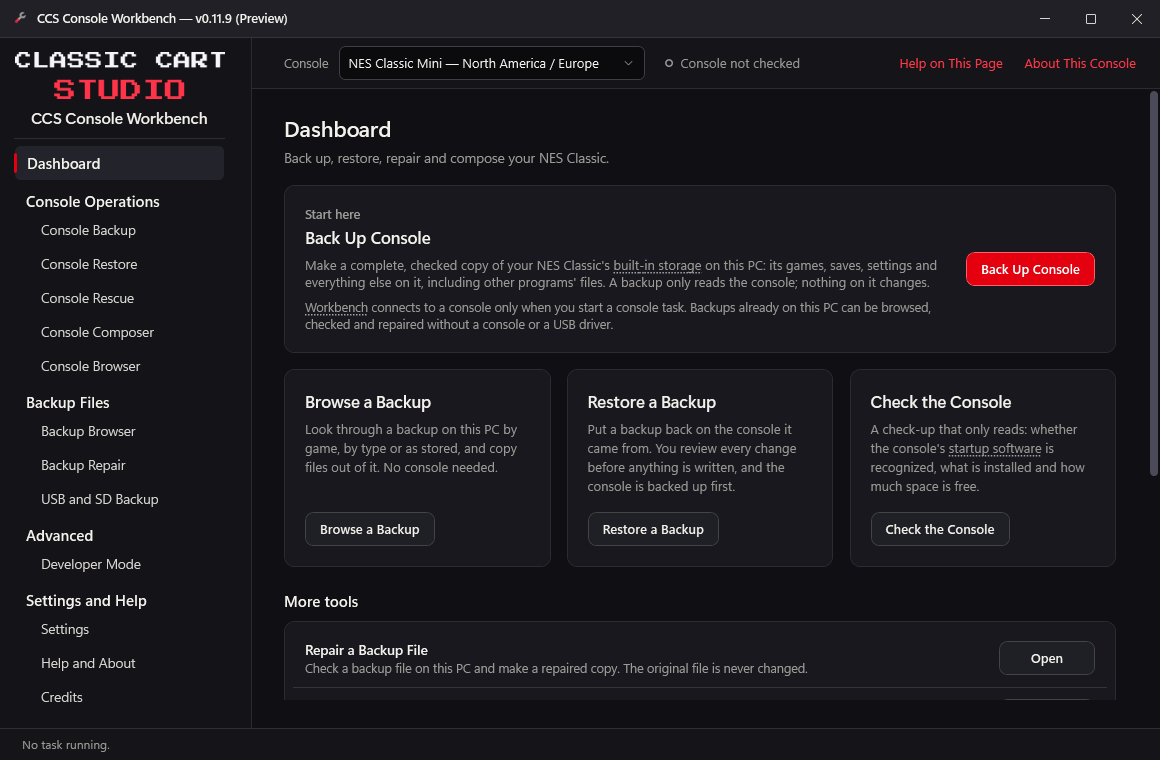 CCS Console Workbench — v0.11.9 (Preview)
CLASSIC CART
STUDIO
CCS Console Workbench
Dashboard
Console Operations
Console Backup
Console Restore
Console Rescue
Console Composer
Console Browser
Backup Files
Backup Browser
Backup Repair
USB and SD Backup
Advanced
Developer Mode
Settings and Help
Settings
Help and About
Credits
Console
NES Classic Mini — North America / Europe
Console not checked
Help on This Page
About This Console
Dashboard
Back up, restore, repair and compose your NES Classic.
Start here
Back Up Console
Make a complete, checked copy of your NES Classic's built-in storage on this PC: its games, saves, settings and
everything else on it, including other programs' files. A backup only reads the console; nothing on it changes.
Workbench connects to a console only when you start a console task. Backups already on this PC can be browsed,
checked and repaired without a console or a USB driver.
Back Up Console
Browse a Backup
Look through a backup on this PC by
game, by type or as stored, and copy
files out of it. No console needed.
Browse a Backup
Restore a Backup
Put a backup back on the console it
came from. You review every change
before anything is written, and the
console is backed up first.
Restore a Backup
Check the Console
A check-up that only reads: whether
the console's startup software is
recognized, what is installed and how
much space is free.
Check the Console
More tools
Repair a Backup File
Check a backup file on this PC and make a repaired copy. The original file is never changed.
Open
No task running.